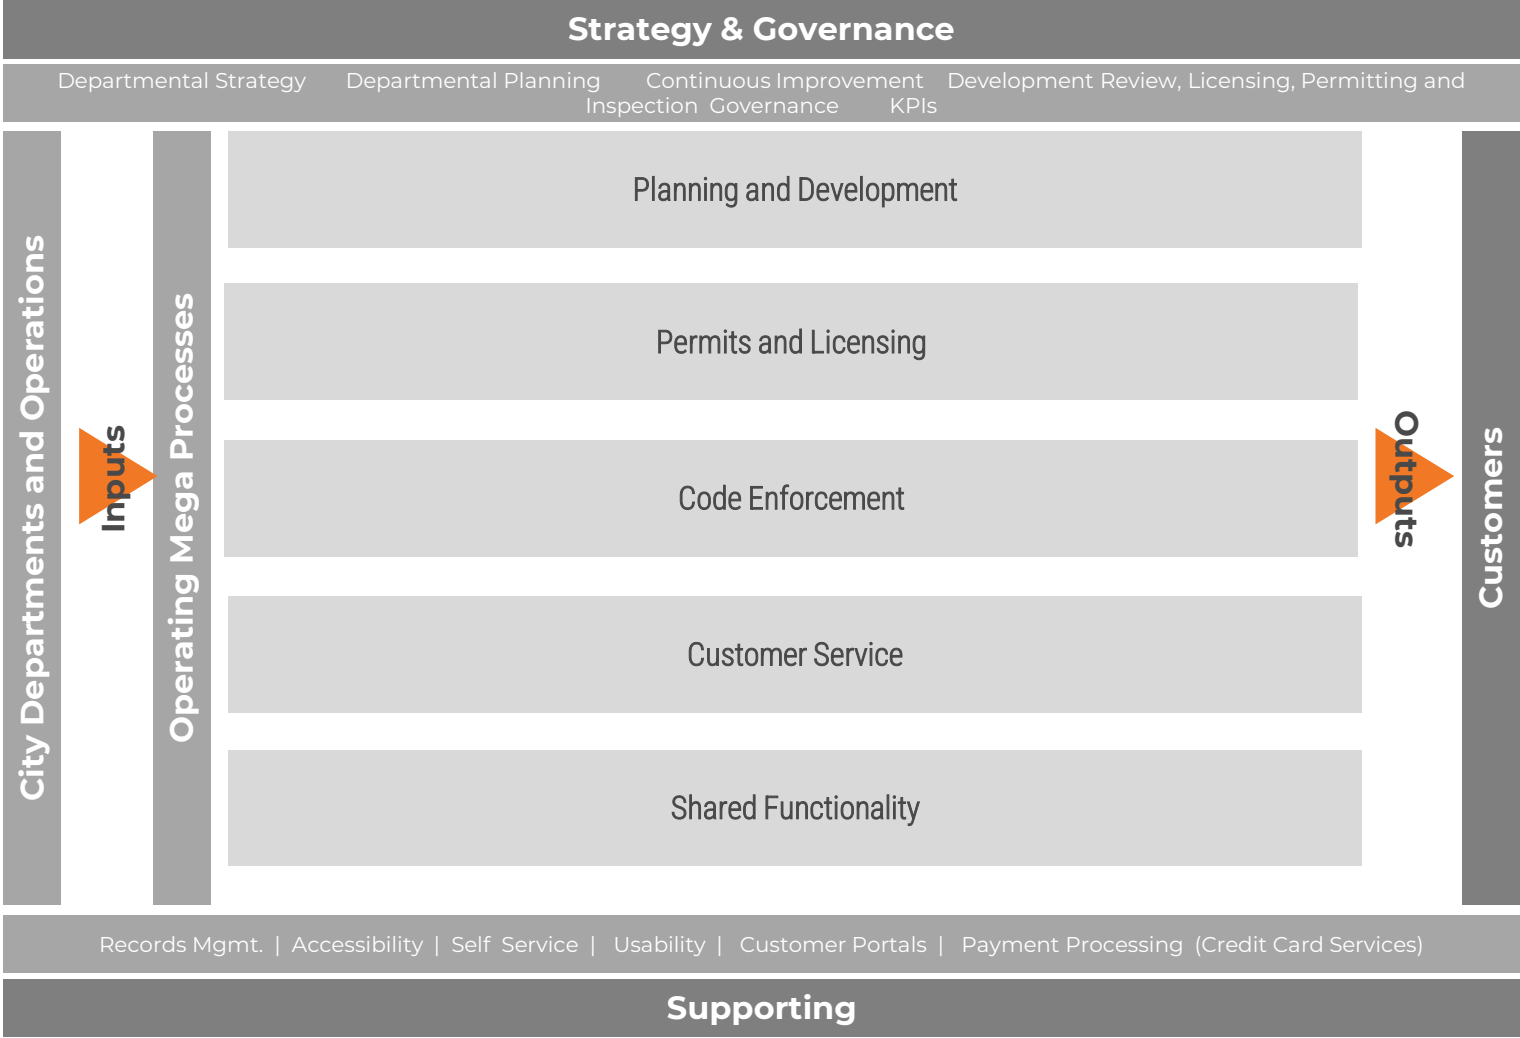 Strategy & Governance
Departmental Strategy Departmental Planning Continuous Improvement Development Review, Licensing, Permitting and
Inspection Governance KPIs
City Departments and Operations
Inputs
Operating Mega Processes
Planning and Development
Permits and Licensing
Code Enforcement
Customer Service
Shared Functionality
Outputs
Customers
Records Mgmt. | Accessibility | Self Service | Usability | Customer Portals | Payment Processing (Credit Card Services)
Supporting